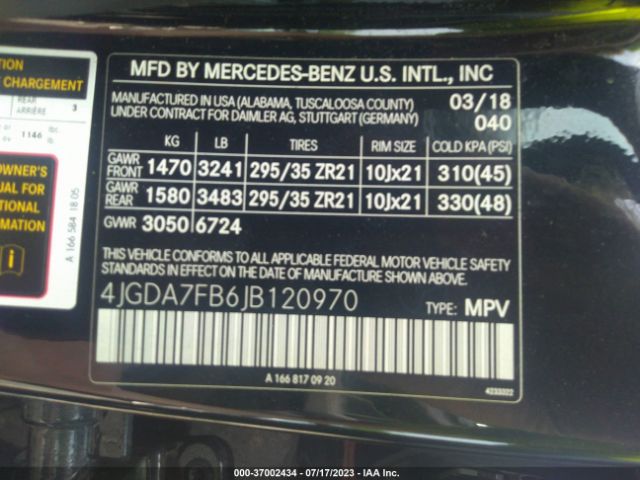 TION
CHARGEMENT
REAR
ARRIÈRE
3
1146
OWNER'S
UAL FOR
TIONAL
MATION
i
A 166 584 18 05
MFD BY MERCEDES-BENZ U.S. INTL., INC
MANUFACTURED IN USA (ALABAMA, TUSCALOOSA COUNTY) 03/18
UNDER CONTRACT FOR DAIMLER AG, STUTTGART (GERMANY) 040
KG LB TIRES RIM SIZE COLD KPA (PSI)
GAWR FRONT 1470 3241 295/35 ZR21 10Jx21 310(45)
GAWR REAR 1580 3483 295/35 ZR21 10Jx21 330(48)
GVWR 3050 6724
THIS VEHICLE CONFORMS TO ALL APPLICABLE FEDERAL MOTOR VEHICLE SAFETY
STANDARDS IN EFFECT ON THE DATE OF MANUFACTURE SHOWN ABOVE.
4JGDA7FB6JB120970 TYPE: MPV
A 166 817 09 20
4233022
000-37002434 / 07/17/2023 - IAA Inc.